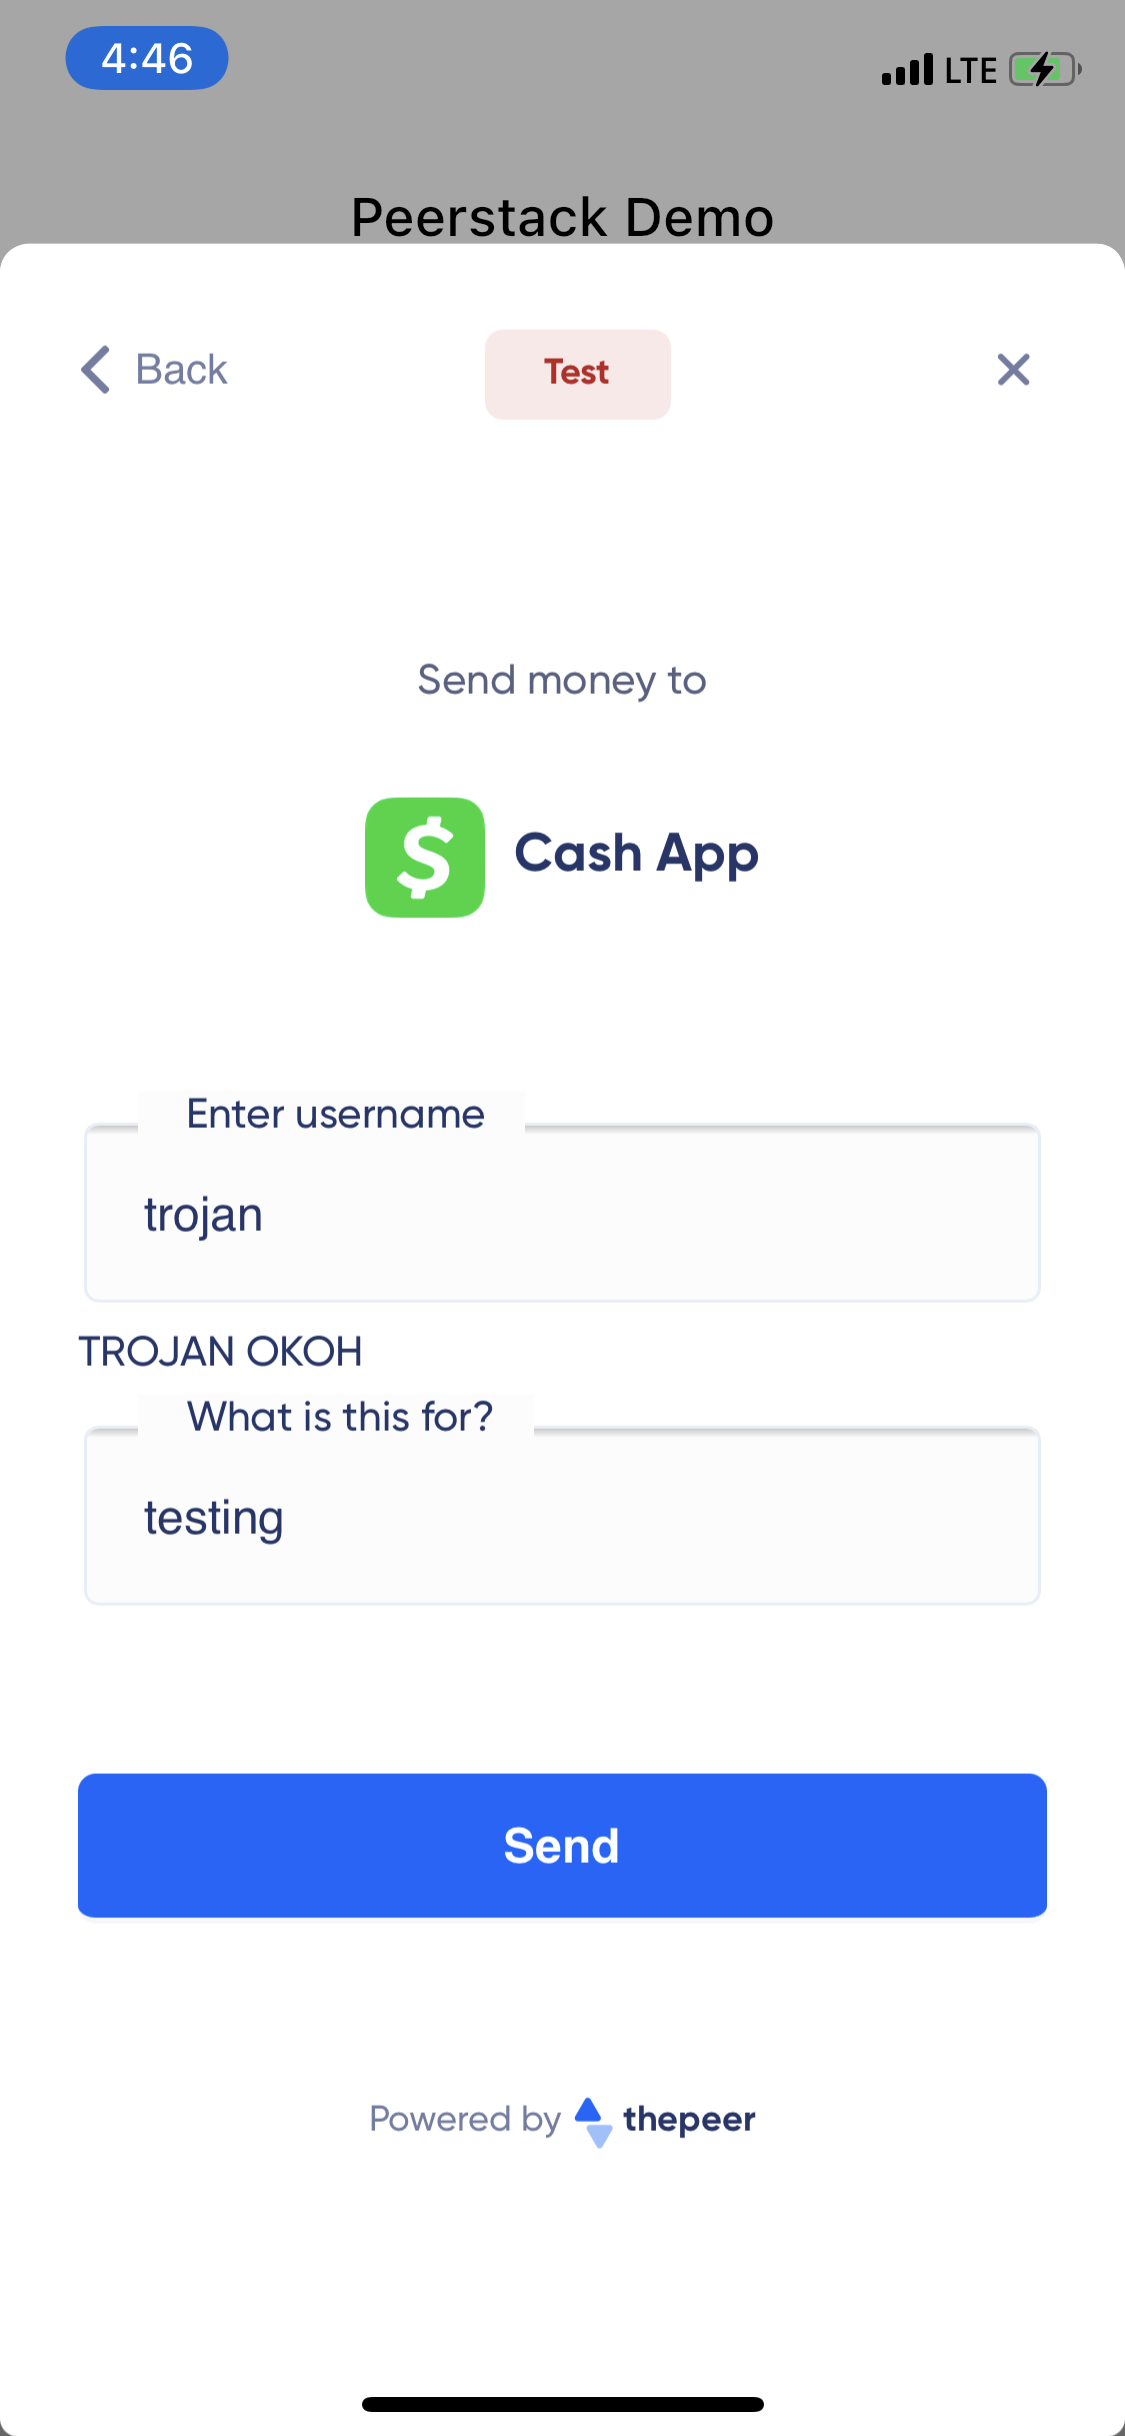 4:46
LTE
Peerstack Demo
Back
Test
Send money to
$ Cash App
Enter username
trojan
TROJAN OKOH
What is this for?
testing
Send
Powered by thepeer